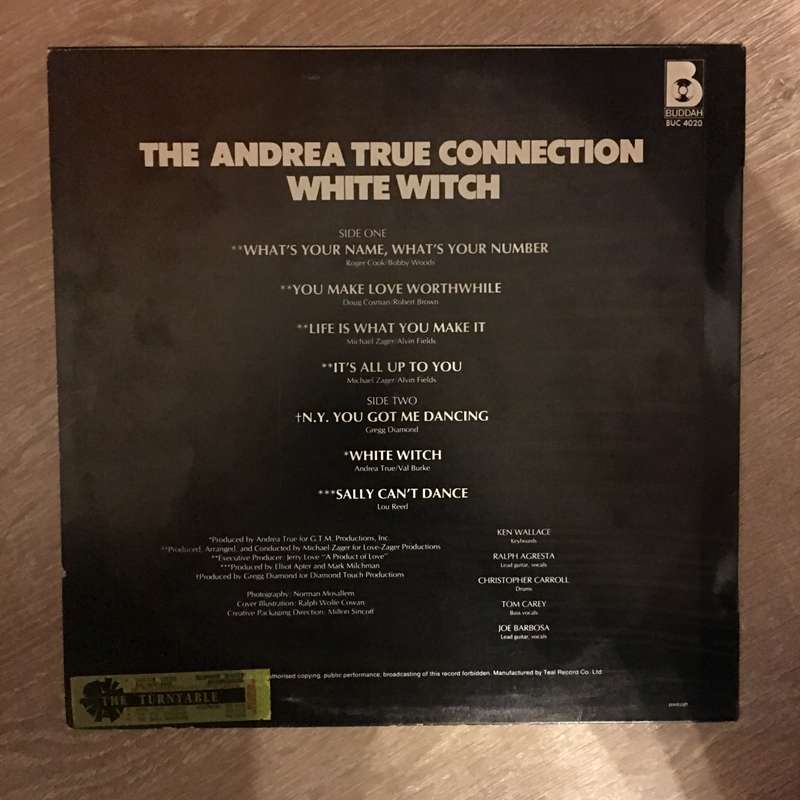 BUDDAH
BUC 4020
THE ANDREA TRUE CONNECTION
WHITE WITCH
SIDE ONE
**WHAT'S YOUR NAME, WHAT'S YOUR NUMBER
Roger Cook/Bobby Woods
**YOU MAKE LOVE WORTHWHILE
Doug Cosman/Robert Brown
**LIFE IS WHAT YOU MAKE IT
Michael Zager/Alvin Fields
**IT'S ALL UP TO YOU
Michael Zager/Alvin Fields
SIDE TWO
†N.Y. YOU GOT ME DANCING
Gregg Diamond
*WHITE WITCH
Andrea True/Val Burke
***SALLY CAN'T DANCE
Lou Reed
*Produced by Andrea True for G.T.M. Productions, Inc.
**Produced, Arranged, and Conducted by Michael Zager for Love-Zager Productions
**Executive Producer: Jerry Love "A Product of Love"
***Produced by Elliot Apter and Mark Milchman
†Produced by Gregg Diamond for Diamond Touch Productions
Photography: Norman Mosallem
Cover Illustration: Ralph Wolfe Cowan
Creative Packaging Direction: Milton Sincoff
KEN WALLACE
Keyboards
RALPH AGRESTA
Lead guitar, vocals
CHRISTOPHER CARROLL
Drums
TOM CAREY
Bass vocals
JOE BARBOSA
Lead guitar, vocals
copying, public performance, broadcasting of this record forbidden. Manufactured by Teal Record Co. Ltd.
THE TURNTABLE